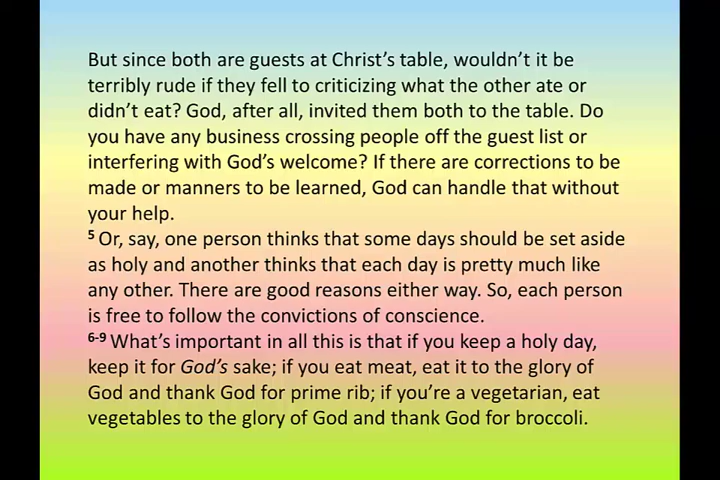 But since both are guests at Christ’s table, wouldn’t it be
terribly rude if they fell to criticizing what the other ate or
didn’t eat? God, after all, invited them both to the table. Do
you have any business crossing people off the guest list or
interfering with God’s welcome? If there are corrections to be
made or manners to be learned, God can handle that without
your help.
5 Or, say, one person thinks that some days should be set aside
as holy and another thinks that each day is pretty much like
any other. There are good reasons either way. So, each person
is free to follow the convictions of conscience.
6-9 What’s important in all this is that if you keep a holy day,
keep it for God’s sake; if you eat meat, eat it to the glory of
God and thank God for prime rib; if you’re a vegetarian, eat
vegetables to the glory of God and thank God for broccoli.